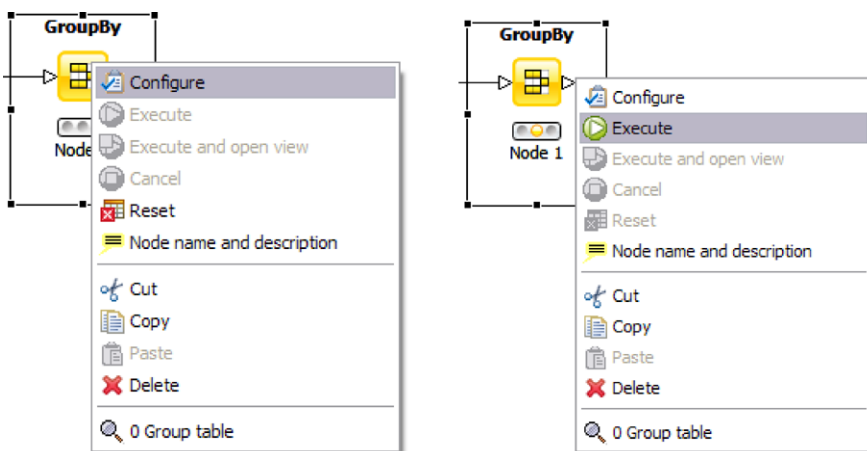 GroupBy
Node
Configure
Execute
Execute and open view
Cancel
Reset
Node name and description
Cut
Copy
Paste
Delete
0 Group table
GroupBy
Node 1
Configure
Execute
Execute and open view
Cancel
Reset
Node name and description
Cut
Copy
Paste
Delete
0 Group table